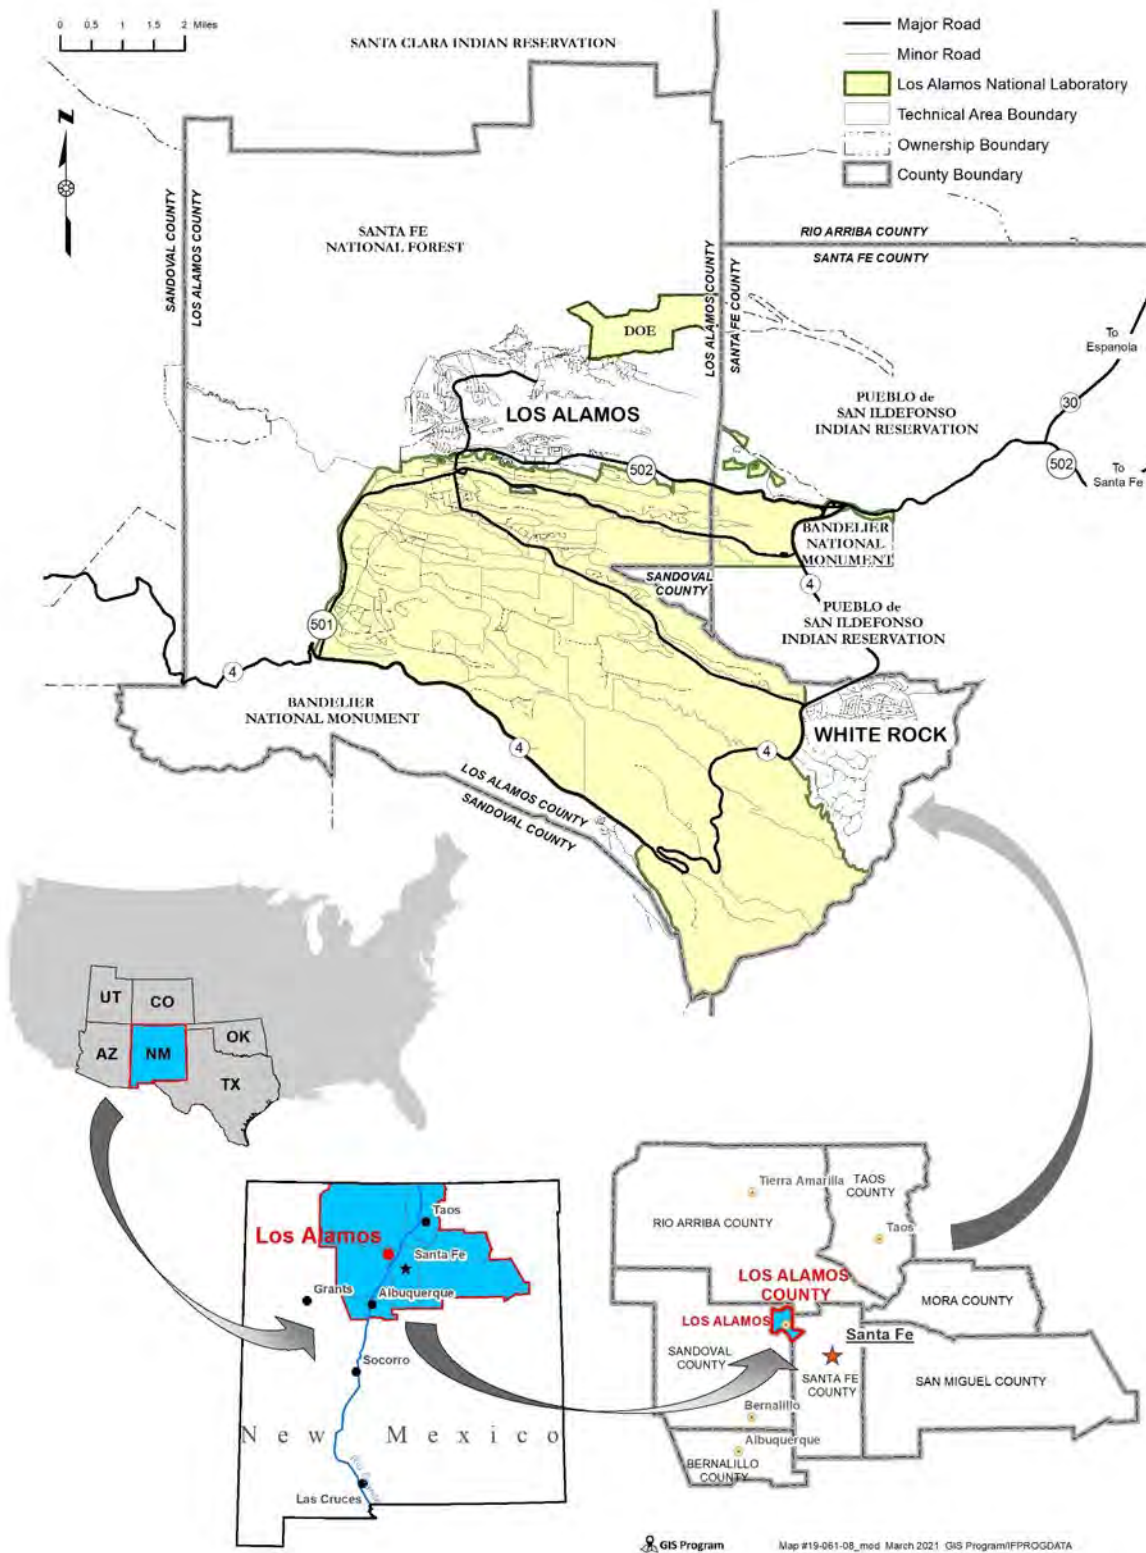 0 0.5 1 2 Miles
N
SANTA CLARA INDIAN RESERVATION
Major Road
Minor Road
Los Alamos National Laboratory
Technical Area Boundary
Ownership Boundary
County Boundary
SANDOVAL COUNTY
LOS ALAMOS COUNTY
SANTA FE
NATIONAL FOREST
LOS ALAMOS COUNTY
SANTA FE COUNTY
RIO ARRIBA COUNTY
SANTA FE COUNTY
DOE
To
Espanola
LOS ALAMOS
PUEBLO de
SAN ILDEFONSO
INDIAN RESERVATION
30
502
502
To
Santa Fe
BANDELIER
NATIONAL
MONUMENT
SANDOVAL
COUNTY
4
501
PUEBLO de
SAN ILDEFONSO
INDIAN RESERVATION
4
BANDELIER
NATIONAL MONUMENT
WHITE ROCK
4
4
LOS ALAMOS COUNTY
SANDOVAL COUNTY
UT
CO
AZ
NM
OK
TX
Taos
Los Alamos
Santa Fe
Grants
Albuquerque
Socorro
New Mexico
Rio Grande
Las Cruces
Tierra Amarilla
TAOS
COUNTY
RIO ARRIBA COUNTY
Taos
LOS ALAMOS
COUNTY
MORA COUNTY
LOS ALAMOS
Santa Fe
SANDOVAL
COUNTY
SANTA FE
COUNTY
SAN MIGUEL COUNTY
Bernalillo
Albuquerque
BERNALILLO
COUNTY
GIS Program
Map #19-061-08_mod March 2021 GIS Program/IFPROGDATA